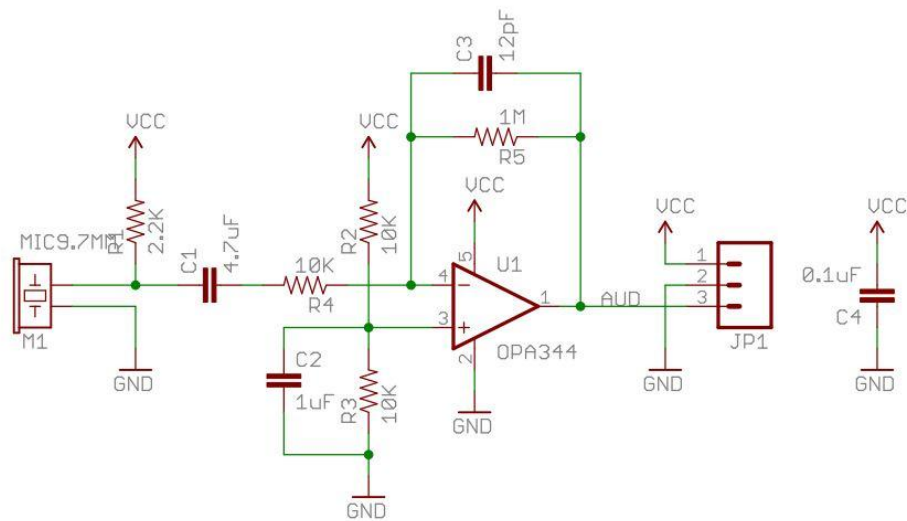 C3
12pF
1M
R5
VCC
VCC
VCC
VCC
VCC
MIC9.7MM
R1
2.2K
C1
4.7uF
10K
R4
R2
10K
U1
5
4
3
1
2
OPA344
AUD
1
2
3
JP1
0.1uF
C4
M1
GND
C2
1uF
R3
10K
GND
GND
GND
GND